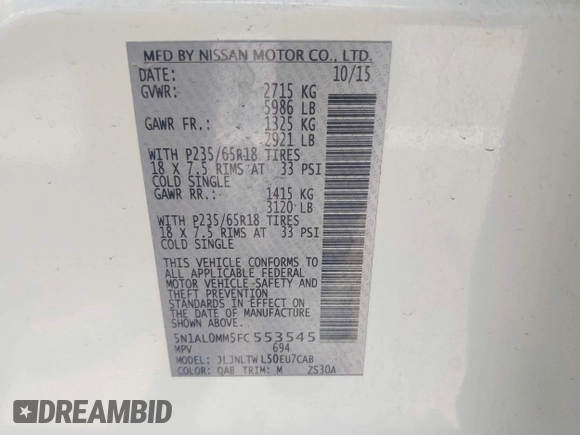 MFD BY NISSAN MOTOR CO., LTD.
DATE: 10/15
GVWR: 2715 KG
5986 LB
GAWR FR.: 1325 KG
2921 LB
WITH P235/65R18 TIRES
18 X 7.5 RIMS AT 33 PSI
COLD SINGLE
GAWR RR.: 1415 KG
3120 LB
WITH P235/65R18 TIRES
18 X 7.5 RIMS AT 33 PSI
COLD SINGLE
THIS VEHICLE CONFORMS TO
ALL APPLICABLE FEDERAL
MOTOR VEHICLE SAFETY AND
THEFT PREVENTION
STANDARDS IN EFFECT ON
THE DATE OF MANUFACTURE
SHOWN ABOVE.
5N1AL0MM5FC553545
MPV 694
MODEL: JLJNLTWL50EU7CAB
COLOR: QAB TRIM: M ZS30A
DREAMBID
dreambid.com